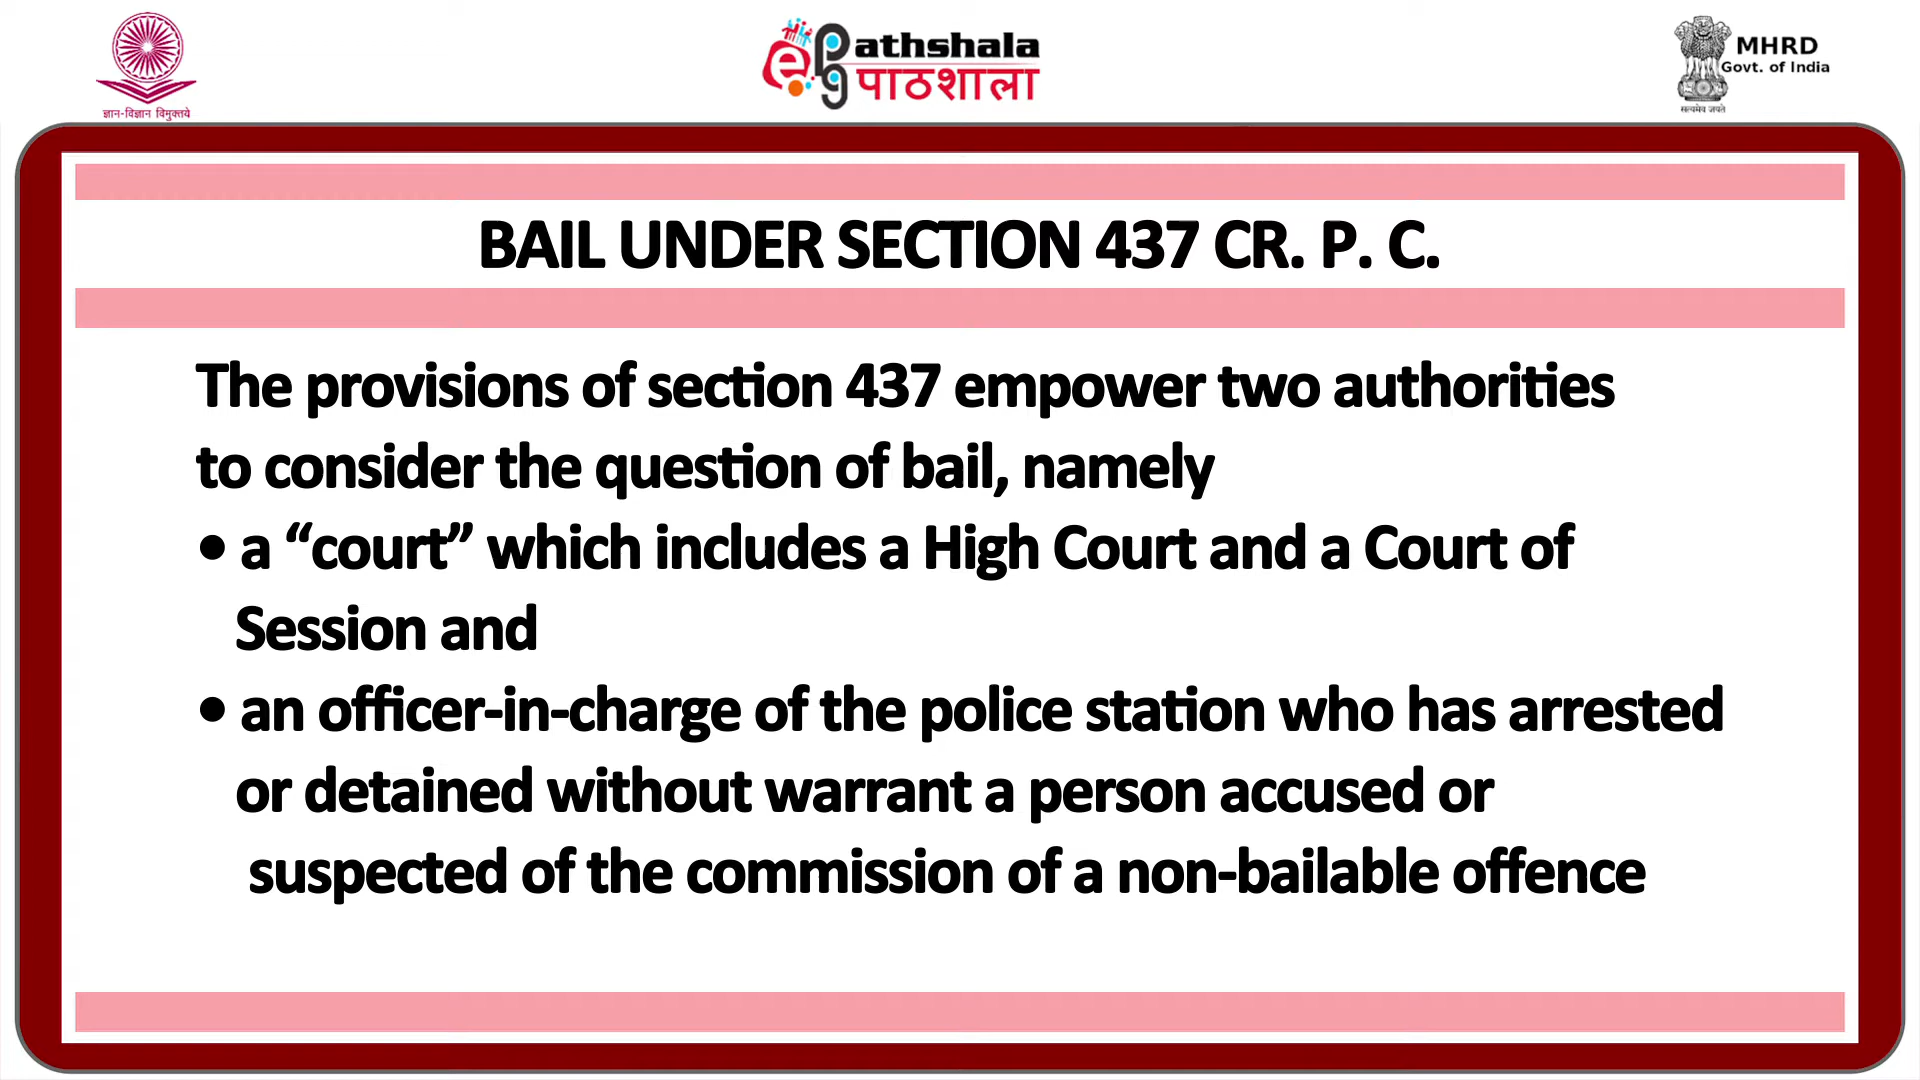 ज्ञान-विज्ञान विमुक्तये
e PG Pathshala
पाठशाला
MHRD
Govt. of India
सत्यमेव जयते
BAIL UNDER SECTION 437 CR. P. C.
The provisions of section 437 empower two authorities
to consider the question of bail, namely
• a “court” which includes a High Court and a Court of
Session and
• an officer-in-charge of the police station who has arrested
or detained without warrant a person accused or
suspected of the commission of a non-bailable offence